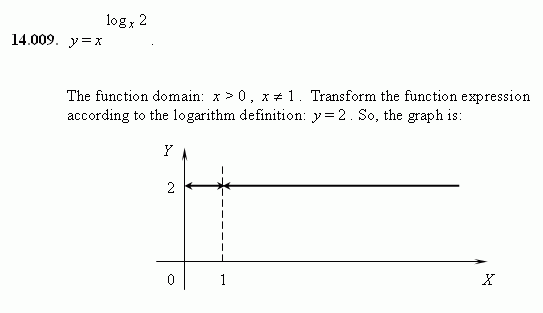 14.009. y = x^{log_x 2}.
The function domain: x > 0 , x ≠ 1 . Transform the function expression
according to the logarithm definition: y = 2 . So, the graph is:
Y
2
0 1 X